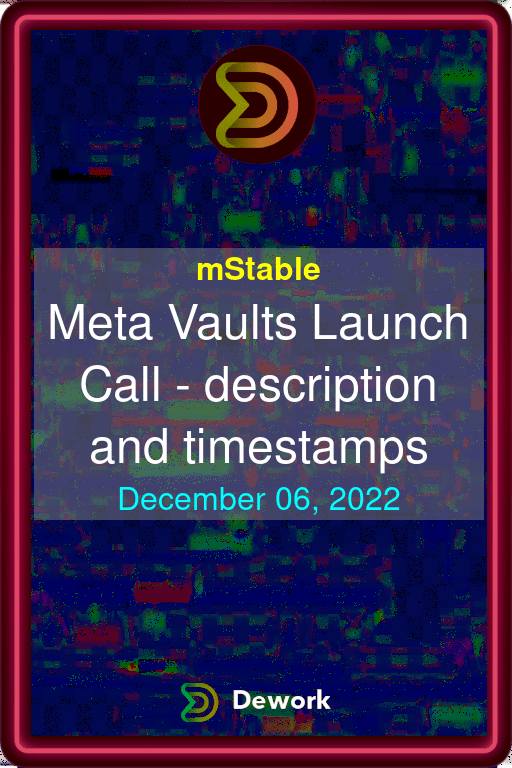 mStable
Meta Vaults Launch
Call - description
and timestamps
December 06, 2022
Dework